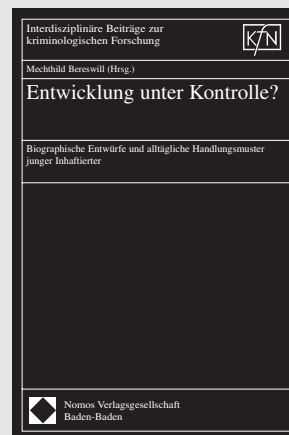 Interdisziplinäre Beiträge zur
kriminologischen Forschung
KFN
Mechthild Bereswill (Hrsg.)
Entwicklung unter Kontrolle?
Biographische Entwürfe und alltägliche Handlungsmuster
junger Inhaftierter
Nomos Verlagsgesellschaft
Baden-Baden